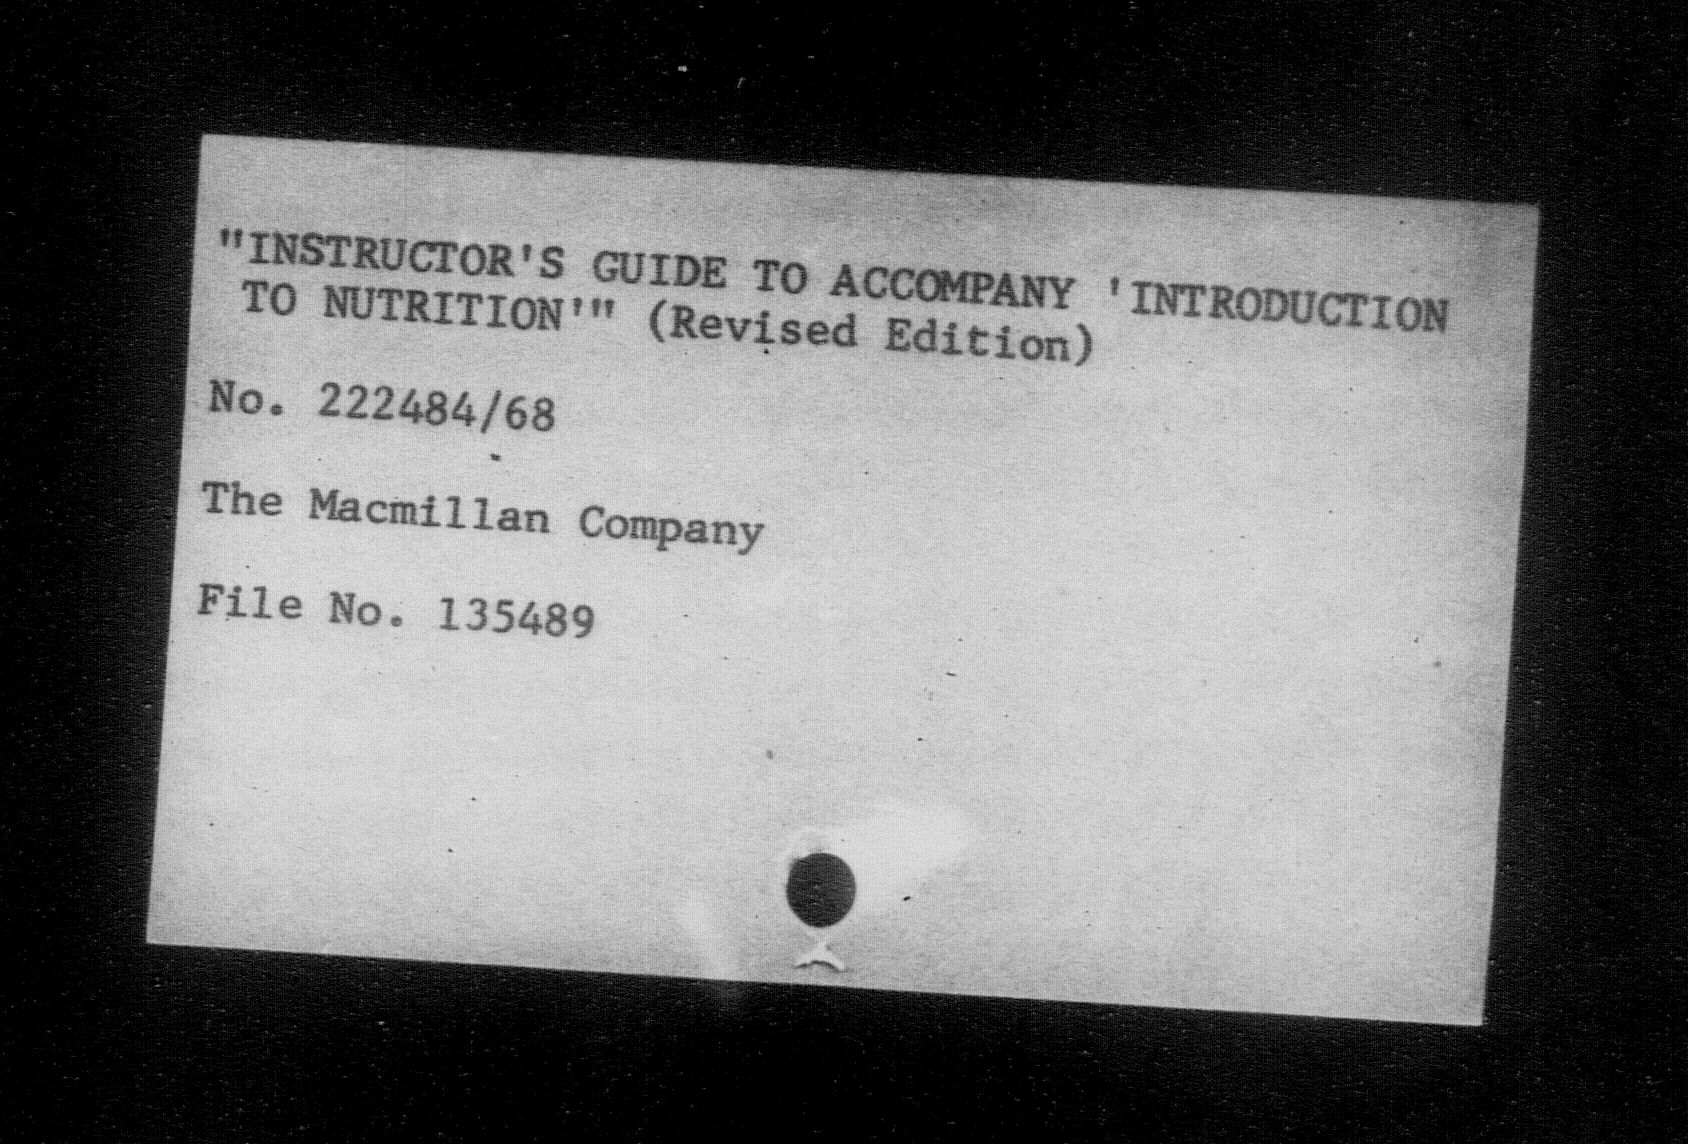 "INSTRUCTOR'S GUIDE TO ACCOMPANY 'INTRODUCTION
TO NUTRITION'" (Revised Edition)
No. 222484/68
The Macmillan Company
File No. 135489